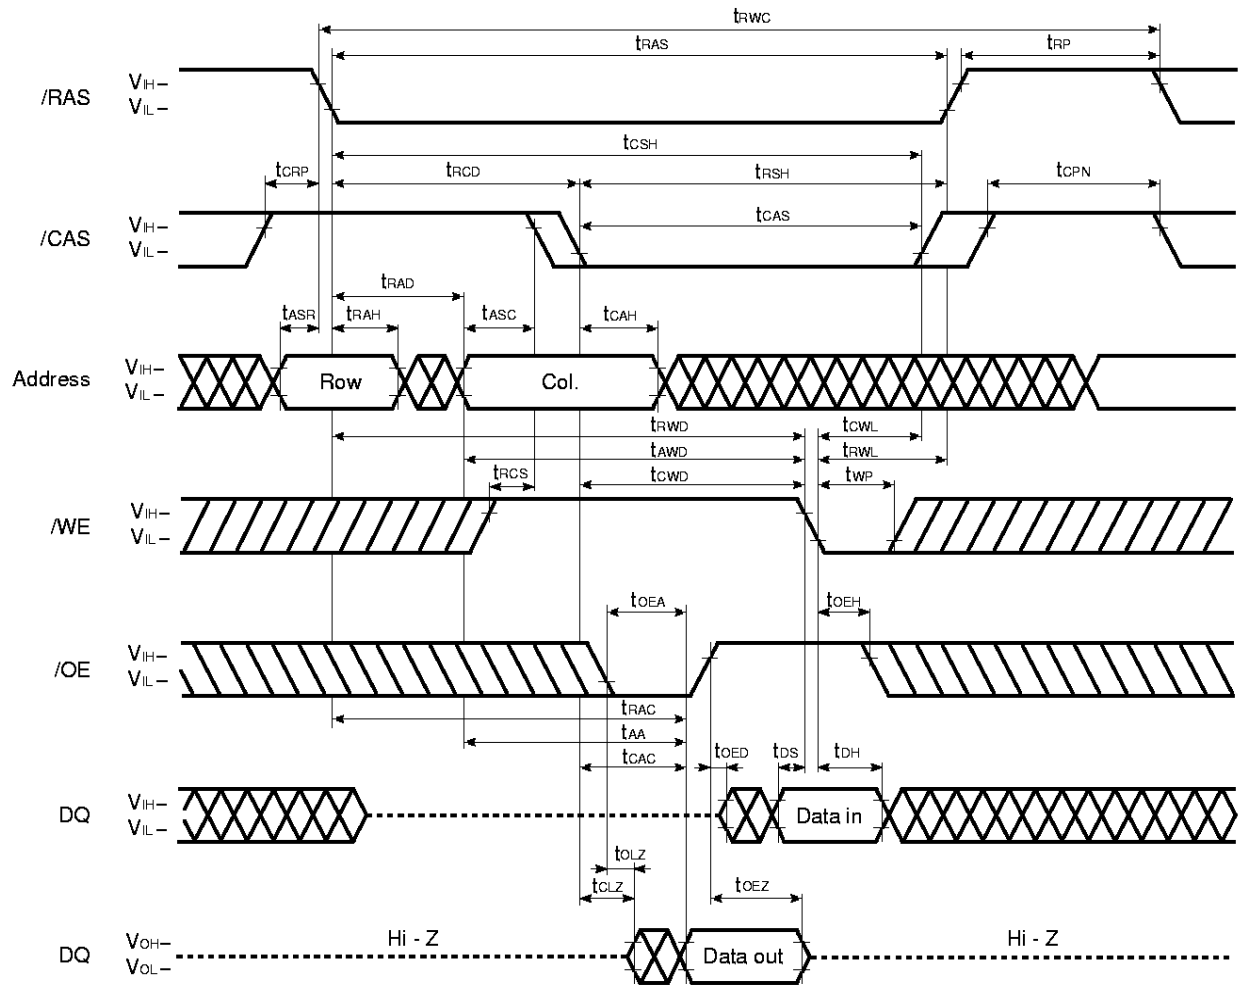 tRWC
tRAS tRP
/RAS VIH– VIL–
tCSH
tCRP tRCD tRSH tCPN
tCAS
/CAS VIH– VIL–
tRAD
tASR tRAH tASC tCAH
Address VIH– VIL– Row Col.
tRWD tCWL
tAWD tRWL
tRCS tCWD tWP
/WE VIH– VIL–
tOEA tOEH
/OE VIH– VIL–
tRAC
tAA
tCAC tOED tDS tDH
DQ VIH– VIL– Data in
tOLZ
tCLZ tOEZ
DQ VOH– VOL– Hi - Z Data out Hi - Z